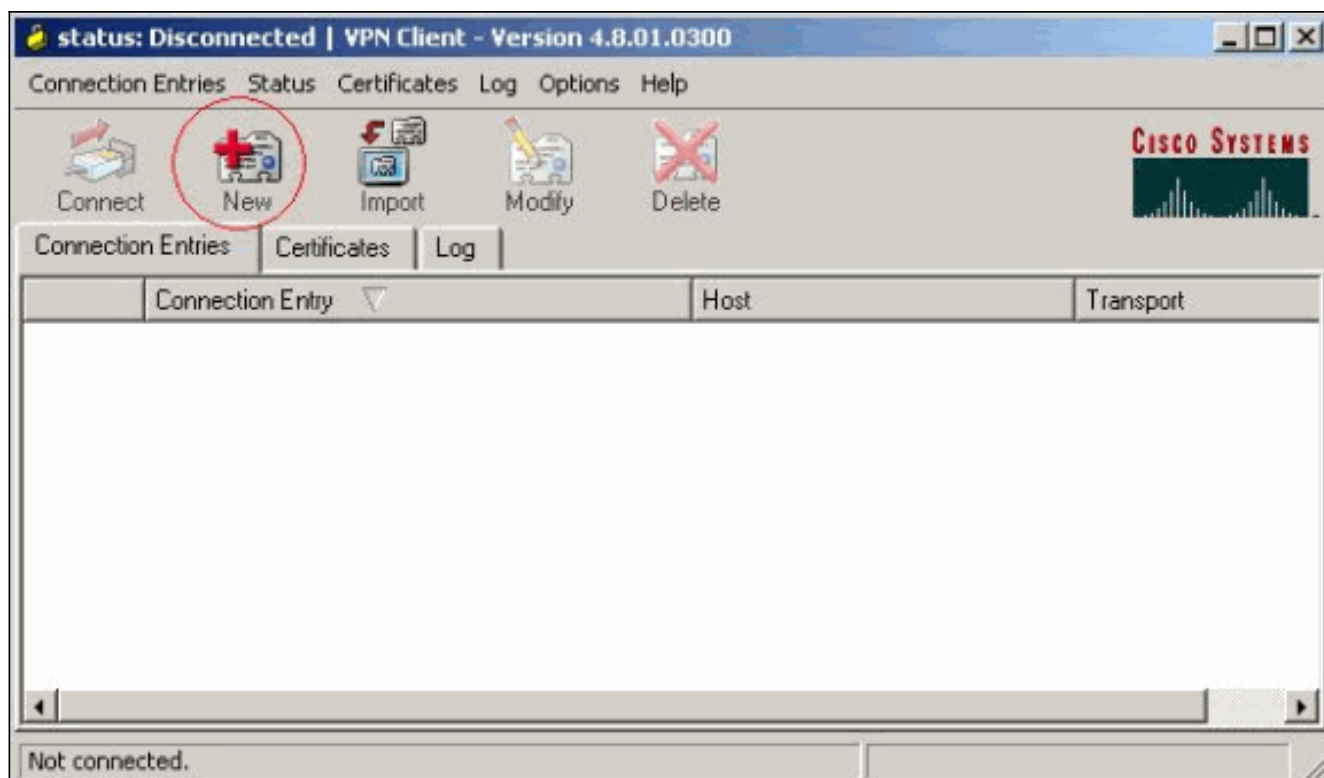 status: Disconnected | VPN Client - Version 4.8.01.0300
Connection Entries Status Certificates Log Options Help
Connect New Import Modify Delete
CISCO SYSTEMS
Connection Entries Certificates Log
Connection Entry Host Transport
Not connected.